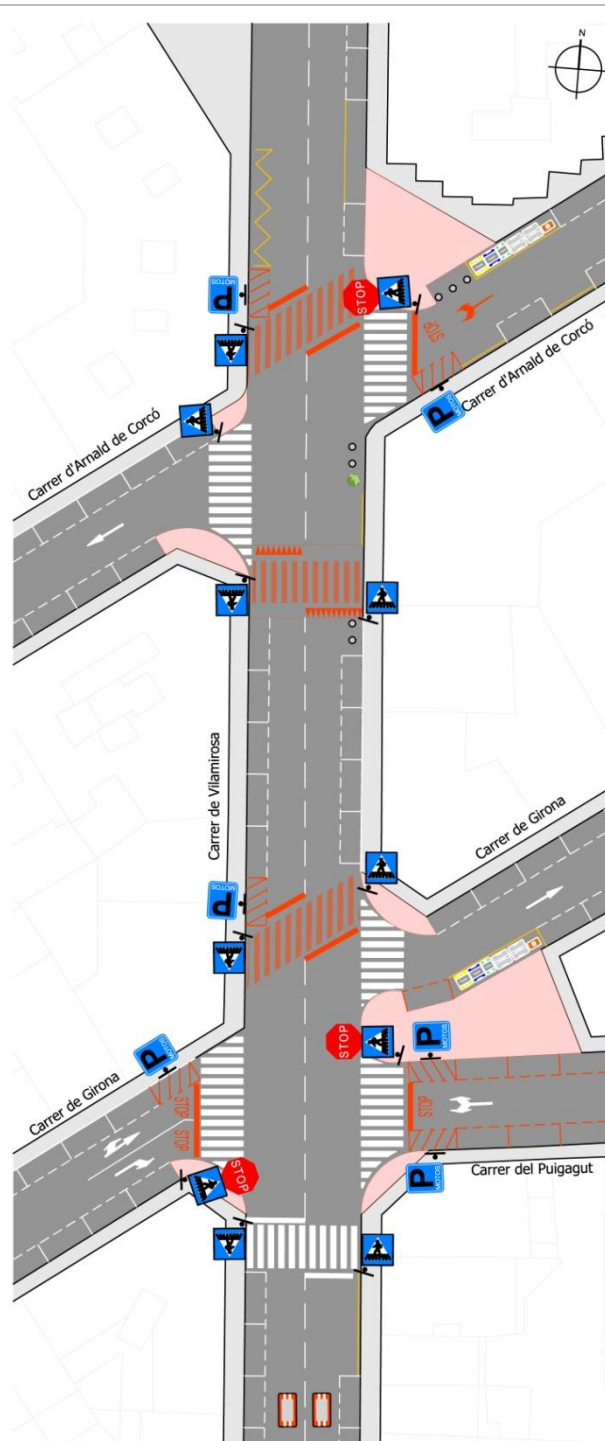 N
P
MOTOS
STOP
STOP
Carrer d'Arnald de Corcó
P
MOTOS
Carrer d'Arnald de Corcó
Carrer de Vilamirosa
Carrer de Girona
P
MOTOS
Carrer de Girona
P
MOTOS
STOP
P
MOTOS
STOP
STOP
STOP
STOP
Carrer del Puigagut
P
MOTOS